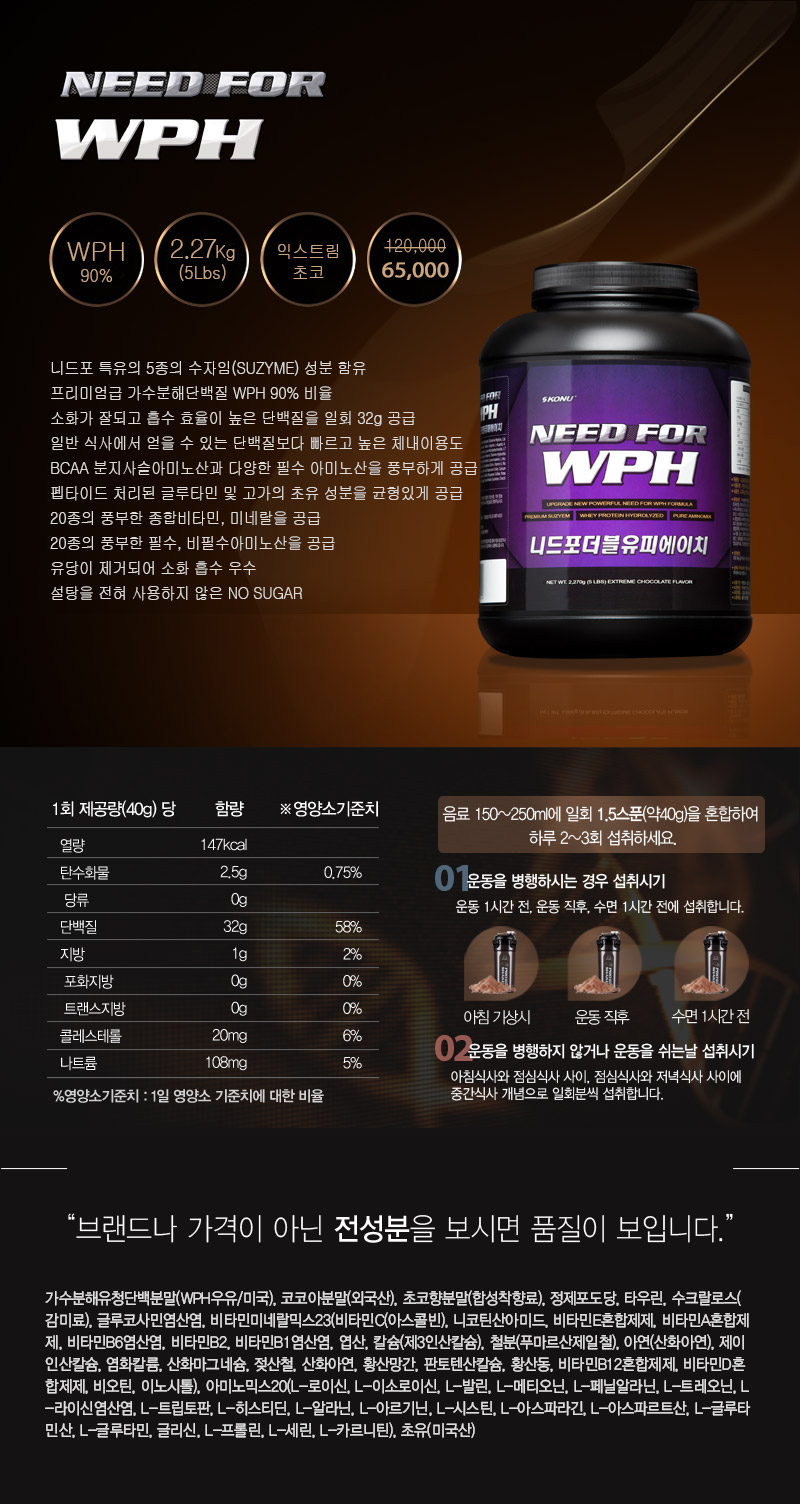 NEED FOR
WPH
WPH
90%
2.27Kg
(5Lbs)
익스트림
초코
120,000
65,000
니드포 특유의 5종의 수자임(SUZYME) 성분 함유
프리미엄급 가수분해단백질 WPH 90% 비율
소화가 잘되고 흡수 효율이 높은 단백질을 일회 32g 공급
일반 식사에서 얻을 수 있는 단백질보다 빠르고 높은 체내이용도
BCAA 분지사슬아미노산과 다양한 필수 아미노산을 풍부하게 공급
펩타이드 처리된 글루타민 및 고가의 초유 성분을 균형있게 공급
20종의 풍부한 종합비타민, 미네랄을 공급
20종의 풍부한 필수, 비필수아미노산을 공급
유당이 제거되어 소화 흡수 우수
설탕을 전혀 사용하지 않은 NO SUGAR
SKONU
NEED FOR
WPH
UPGRADE NEW POWERFUL NEED FOR WPH FORMULA
PREMIUM SUZYEM WHEY PROTEIN HYDROLYZED PURE AMINOMIX
니드포더블유피에이치
NET WT. 2,270g (5 LBS) EXTREME CHOCOLATE FLAVOR
1회 제공량(40g) 당 함량 ※영양소기준치
열량 147kcal
탄수화물 2.5g 0.75%
당류 0g
단백질 32g 58%
지방 1g 2%
포화지방 0g 0%
트랜스지방 0g 0%
콜레스테롤 20mg 6%
나트륨 108mg 5%
%영양소기준치 : 1일 영양소 기준치에 대한 비율
음료 150~250ml에 일회 1.5스푼(약40g)을 혼합하여
하루 2~3회 섭취하세요.
01 운동을 병행하시는 경우 섭취시기
운동 1시간 전, 운동 직후, 수면 1시간 전에 섭취합니다.
아침 기상시 운동 직후 수면 1시간 전
02 운동을 병행하지 않거나 운동을 쉬는날 섭취시기
아침식사와 점심식사 사이, 점심식사와 저녁식사 사이에
중간식사 개념으로 일회분씩 섭취합니다.
“브랜드나 가격이 아닌 전성분을 보시면 품질이 보입니다.”
가수분해유청단백분말(WPH우유/미국), 코코아분말(외국산), 초코향분말(합성착향료), 정제포도당, 타우린, 수크랄로스(
감미료), 글루코사민염산염, 비타민미네랄믹스23(비타민C(아스콜빈), 니코틴산아미드, 비타민E혼합제제, 비타민A혼합제
제, 비타민B6염산염, 비타민B2, 비타민B1염산염, 엽산, 칼슘(제3인산칼슘), 철분(푸마르산제일철), 아연(산화아연), 제이
인산칼슘, 염화칼륨, 산화마그네슘, 젖산철, 산화아연, 황산망간, 판토텐산칼슘, 황산동, 비타민B12혼합제제, 비타민D혼
합제제, 비오틴, 이노시톨), 아미노믹스20(L-로이신, L-이소로이신, L-발린, L-메티오닌, L-페닐알라닌, L-트레오닌, L
-라이신염산염, L-트립토판, L-히스티딘, L-알라닌, L-아르기닌, L-시스틴, L-아스파라긴, L-아스파르트산, L-글루타
민산, L-글루타민, 글리신, L-프롤린, L-세린, L-카르니틴), 초유(미국산)